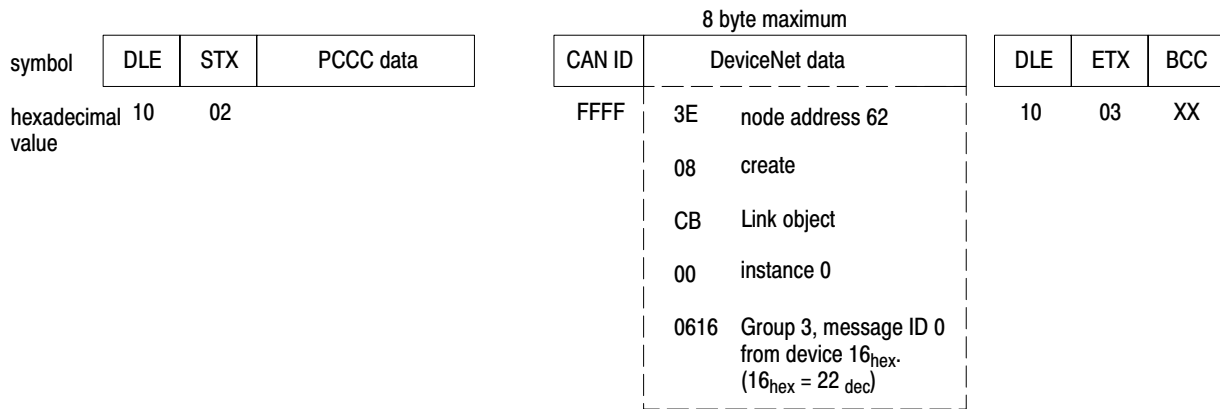 8 byte maximum
symbol DLE STX PCCC data CAN ID DeviceNet data DLE ETX BCC
hexadecimal value 10 02 FFFF 3E node address 62 10 03 XX
08 create
CB Link object
00 instance 0
0616 Group 3, message ID 0
from device 16hex.
(16hex = 22 dec)